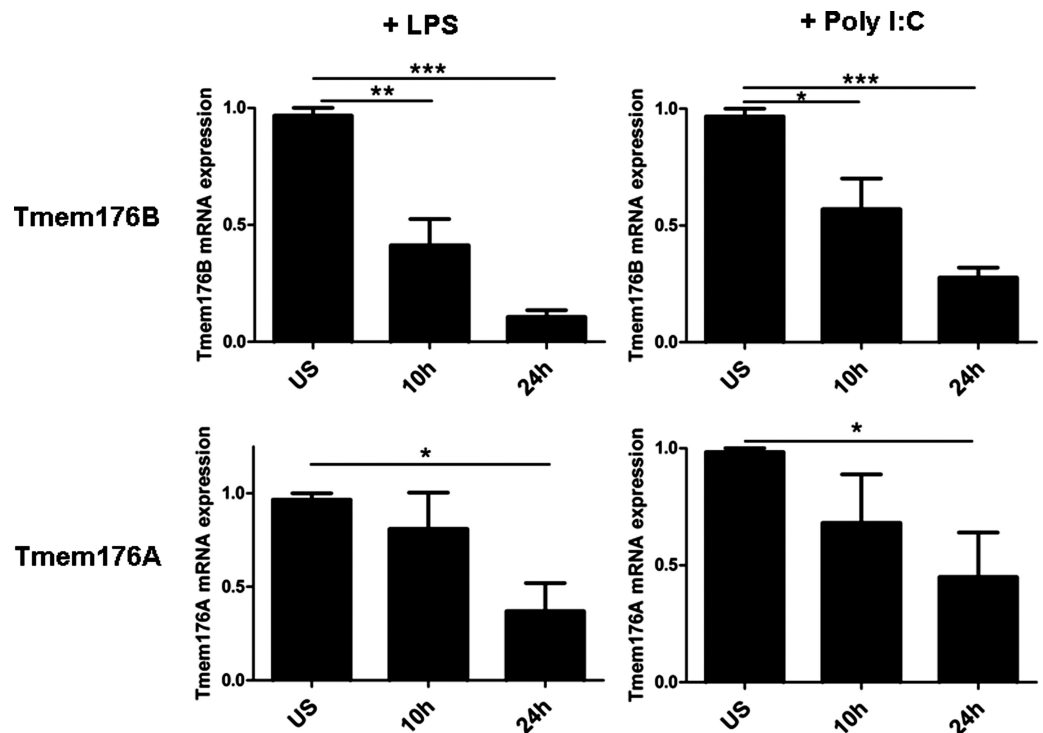 + LPS
+ Poly I:C
Tmem176B
Tmem176B mRNA expression
1.0
0.5
0.0
***
**
US
10h
24h
Tmem176B mRNA expression
1.0
0.5
0.0
***
*
US
10h
24h
Tmem176A
Tmem176A mRNA expression
1.0
0.5
0.0
*
US
10h
24h
Tmem176A mRNA expression
1.0
0.5
0.0
*
US
10h
24h